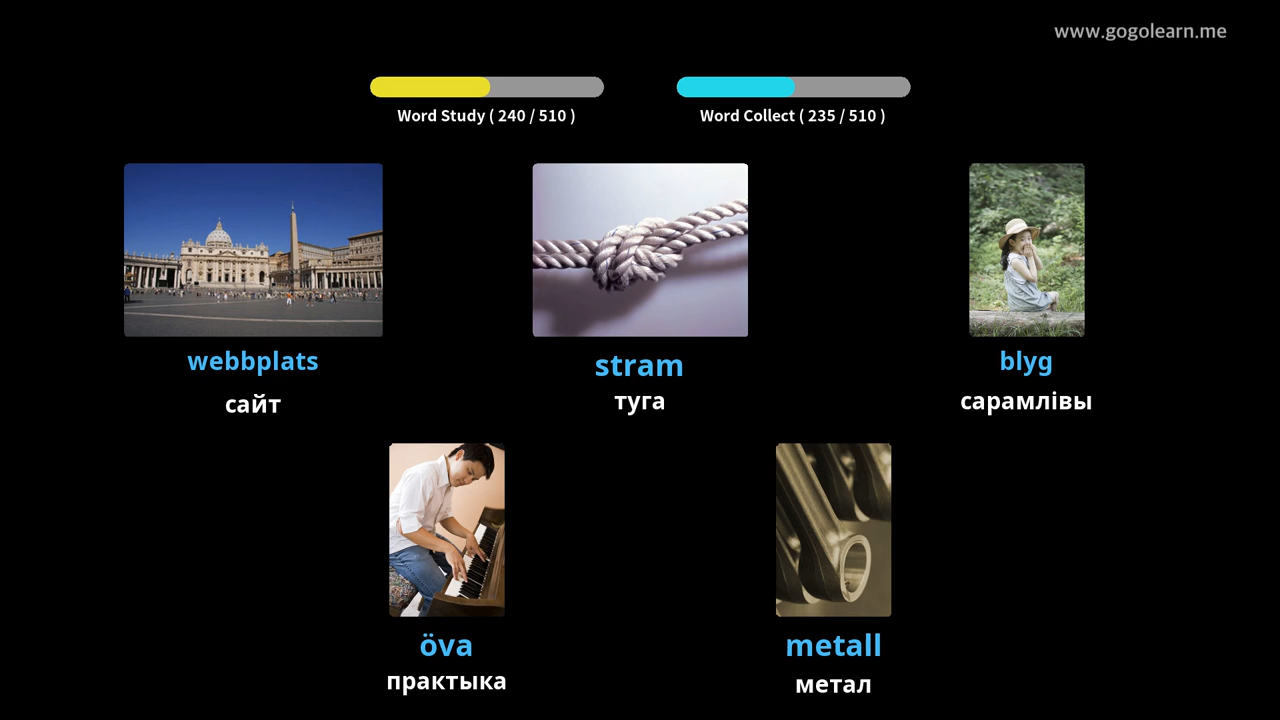 www.gogolearn.me
Word Study ( 240 / 510 )
Word Collect ( 235 / 510 )
webbplats
сайт
stram
туга
blyg
сарамлівы
öva
практыка
metall
метал